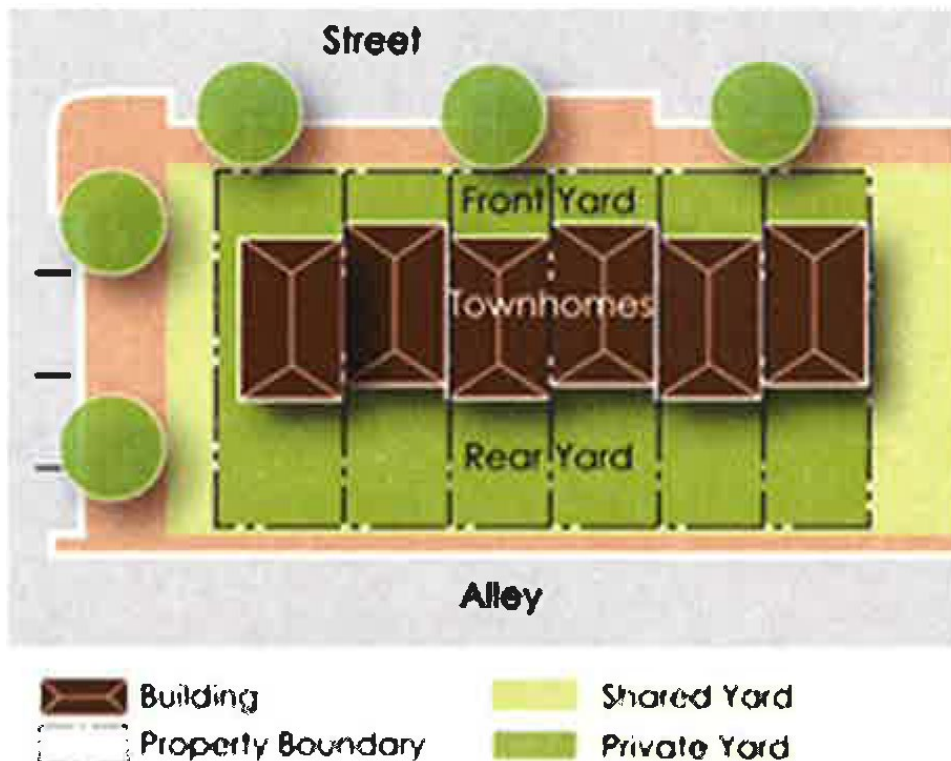 Street
Front Yard
Townhomes
Rear Yard
Alley
Building
Shared Yard
Property Boundary
Private Yard